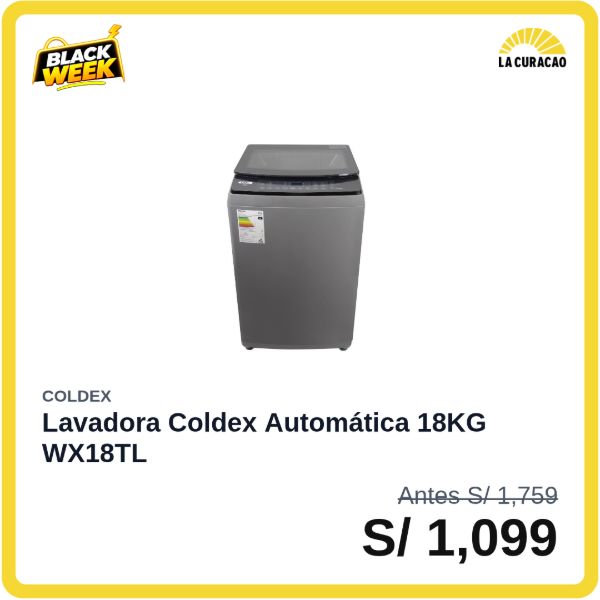 BLACK
WEEK
LA CURACAO
COLDEX
Lavadora Coldex Automática 18KG
WX18TL
Antes S/ 1,759
S/ 1,099